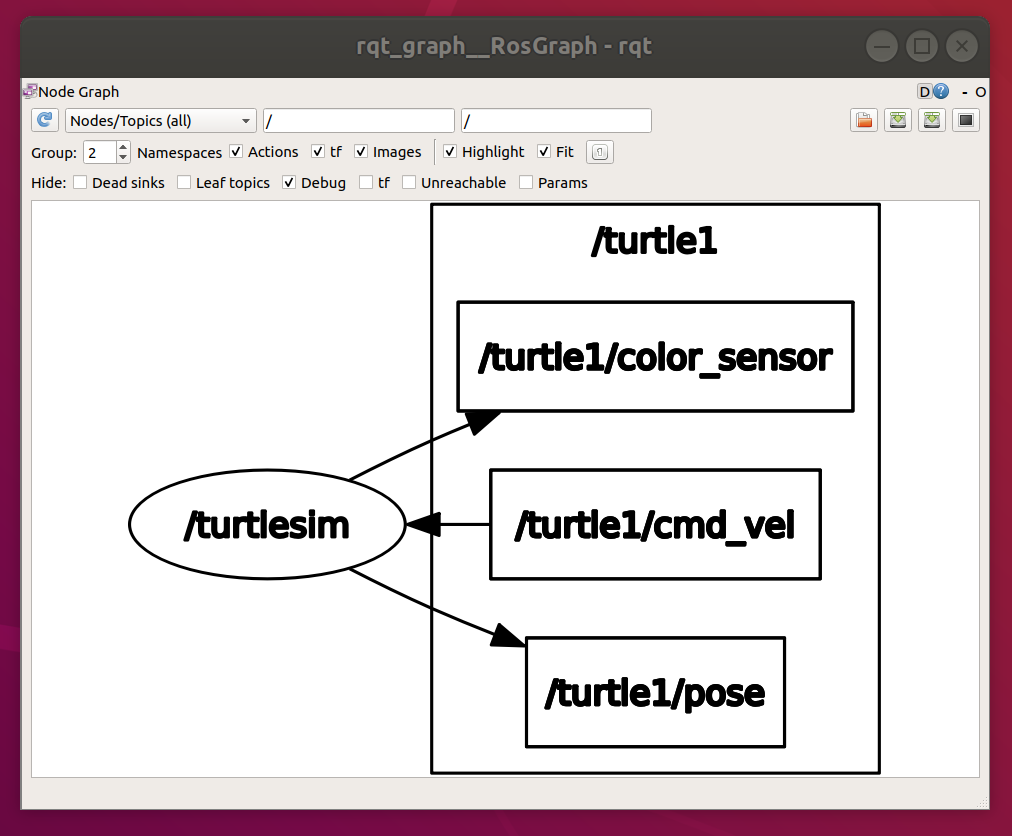 rqt_graph__RosGraph - rqt
Node Graph D ? - O
Nodes/Topics (all) / /
Group: 2 Namespaces Actions tf Images Highlight Fit
Hide: Dead sinks Leaf topics Debug tf Unreachable Params
/turtle1
/turtle1/color_sensor
/turtlesim /turtle1/cmd_vel
/turtle1/pose